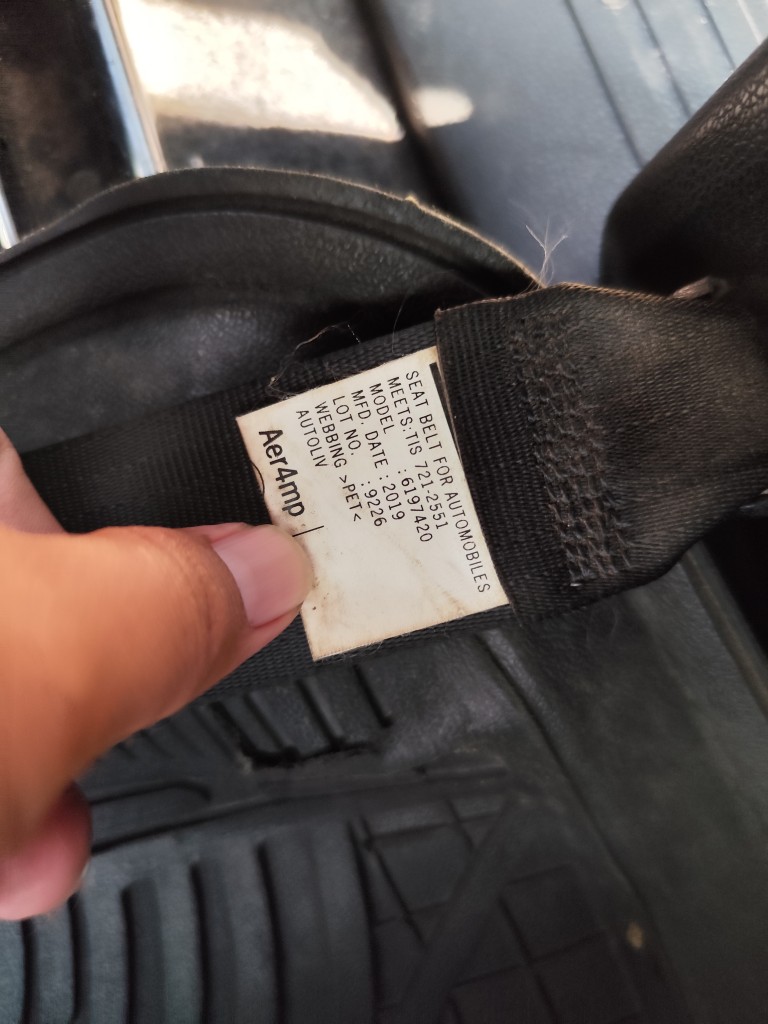 SEAT BELT FOR AUTOMOBILES
MEETS:TIS 721-2551
MODEL : 6197420
MFD. DATE : 2019
LOT NO. : 9226
WEBBING >PET<
AUTOLIV
Aer4mp